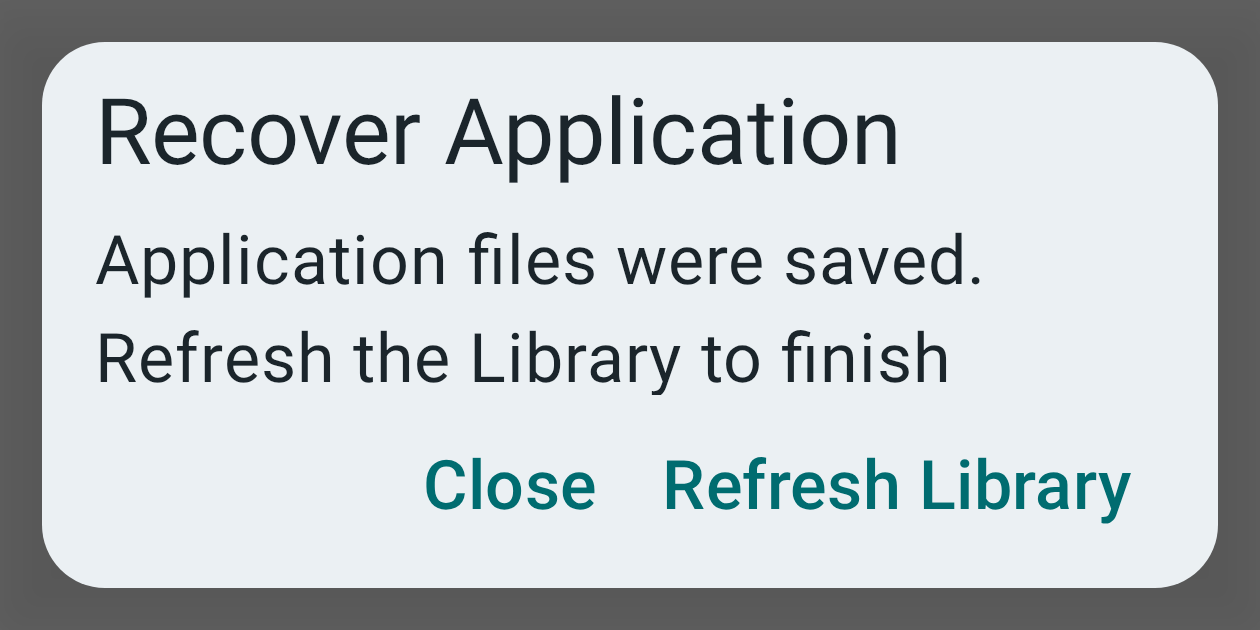 Recover Application
Application files were saved.
Refresh the Library to finish
Close Refresh Library